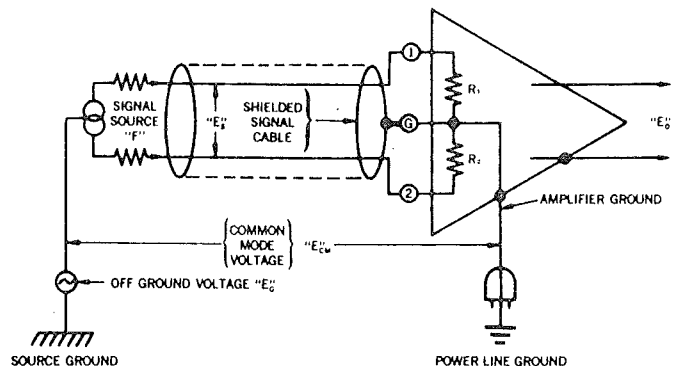 1
SIGNAL
SOURCE
"F"
"E"
S
SHIELDED
SIGNAL
CABLE
G
R₁
R₂
"E"
O
2
AMPLIFIER GROUND
COMMON
MODE
VOLTAGE
"E"
CM
OFF GROUND VOLTAGE "E"
G
SOURCE GROUND
POWER LINE GROUND